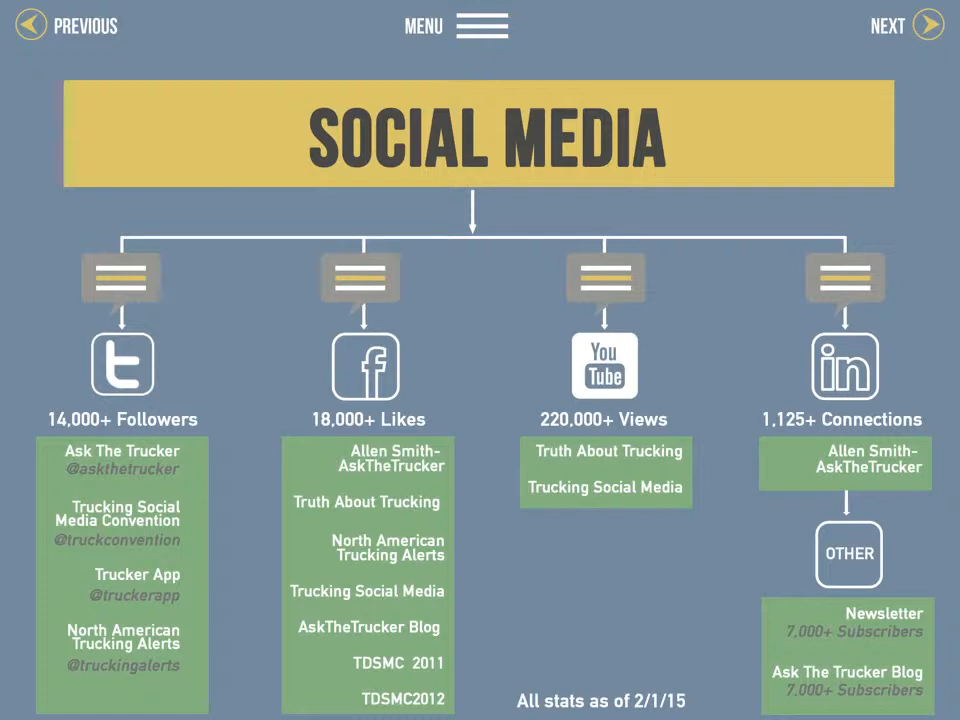 PREVIOUS
MENU
NEXT
SOCIAL MEDIA
t
f
You
Tube
in
14,000+ Followers
18,000+ Likes
220,000+ Views
1,125+ Connections
Ask The Trucker
@askthetrucker
Trucking Social
Media Convention
@truckconvention
Trucker App
@truckerapp
North American
Trucking Alerts
@truckingalerts
Allen Smith-
AskTheTrucker
Truth About Trucking
North American
Trucking Alerts
Trucking Social Media
AskTheTrucker Blog
TDSMC 2011
TDSMC2012
Truth About Trucking
Trucking Social Media
Allen Smith-
AskTheTrucker
OTHER
Newsletter
7,000+ Subscribers
Ask The Trucker Blog
7,000+ Subscribers
All stats as of 2/1/15